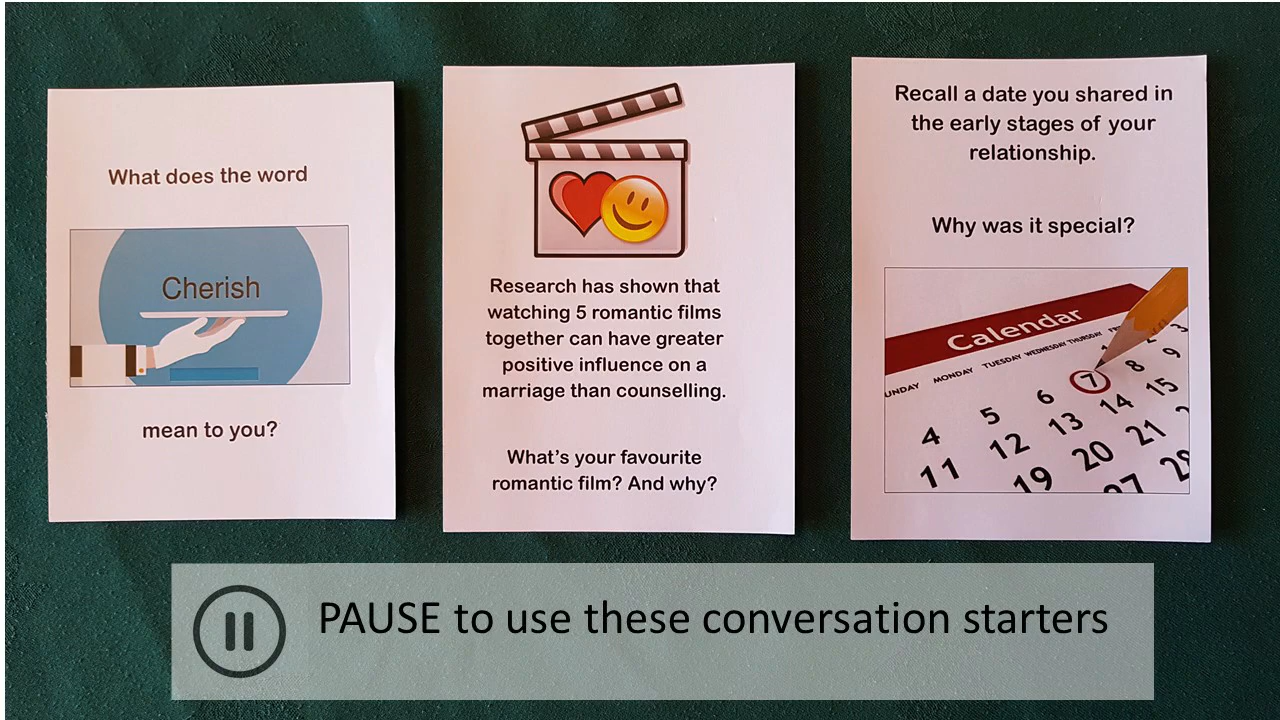 What does the word
Cherish
mean to you?
Research has shown that
watching 5 romantic films
together can have greater
positive influence on a
marriage than counselling.
What's your favourite
romantic film? And why?
Recall a date you shared in
the early stages of your
relationship.
Why was it special?
Calendar
UNDAY MONDAY TUESDAY WEDNESDAY THURSDAY
7 8 9
4 5 6
11 12 13 14 15
19 20 21
PAUSE to use these conversation starters